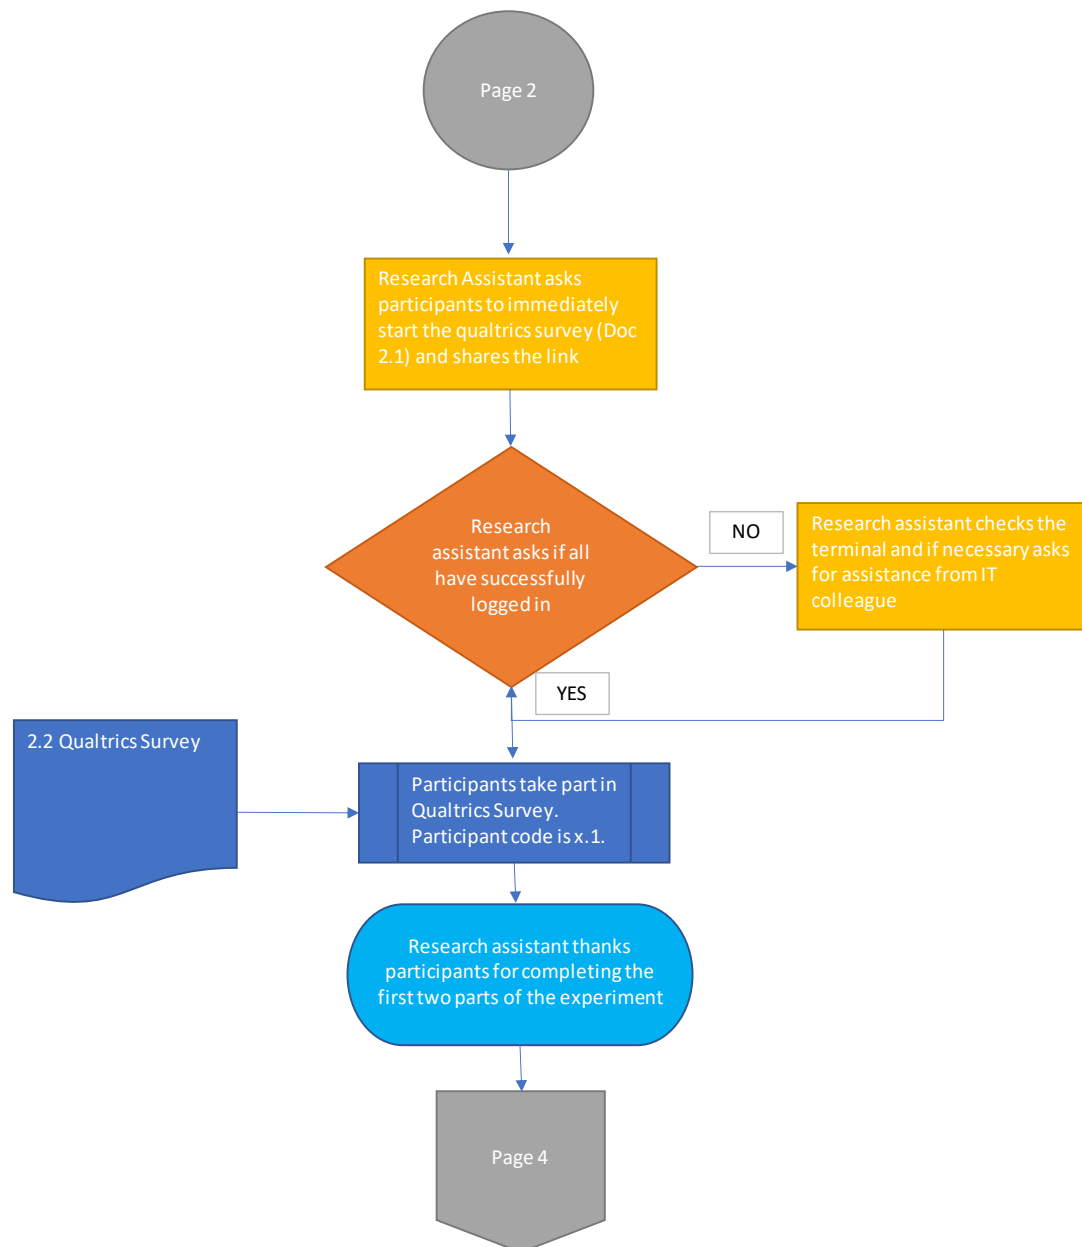 Page 2
Research Assistant asks
participants to immediately
start the qualtrics survey (Doc
2.1) and shares the link
Research
assistant asks if all
have successfully
logged in
NO
Research assistant checks the
terminal and if necessary asks
for assistance from IT
colleague
YES
2.2 Qualtrics Survey
Participants take part in
Qualtrics Survey.
Participant code is x.1.
Research assistant thanks
participants for completing the
first two parts of the experiment
Page 4